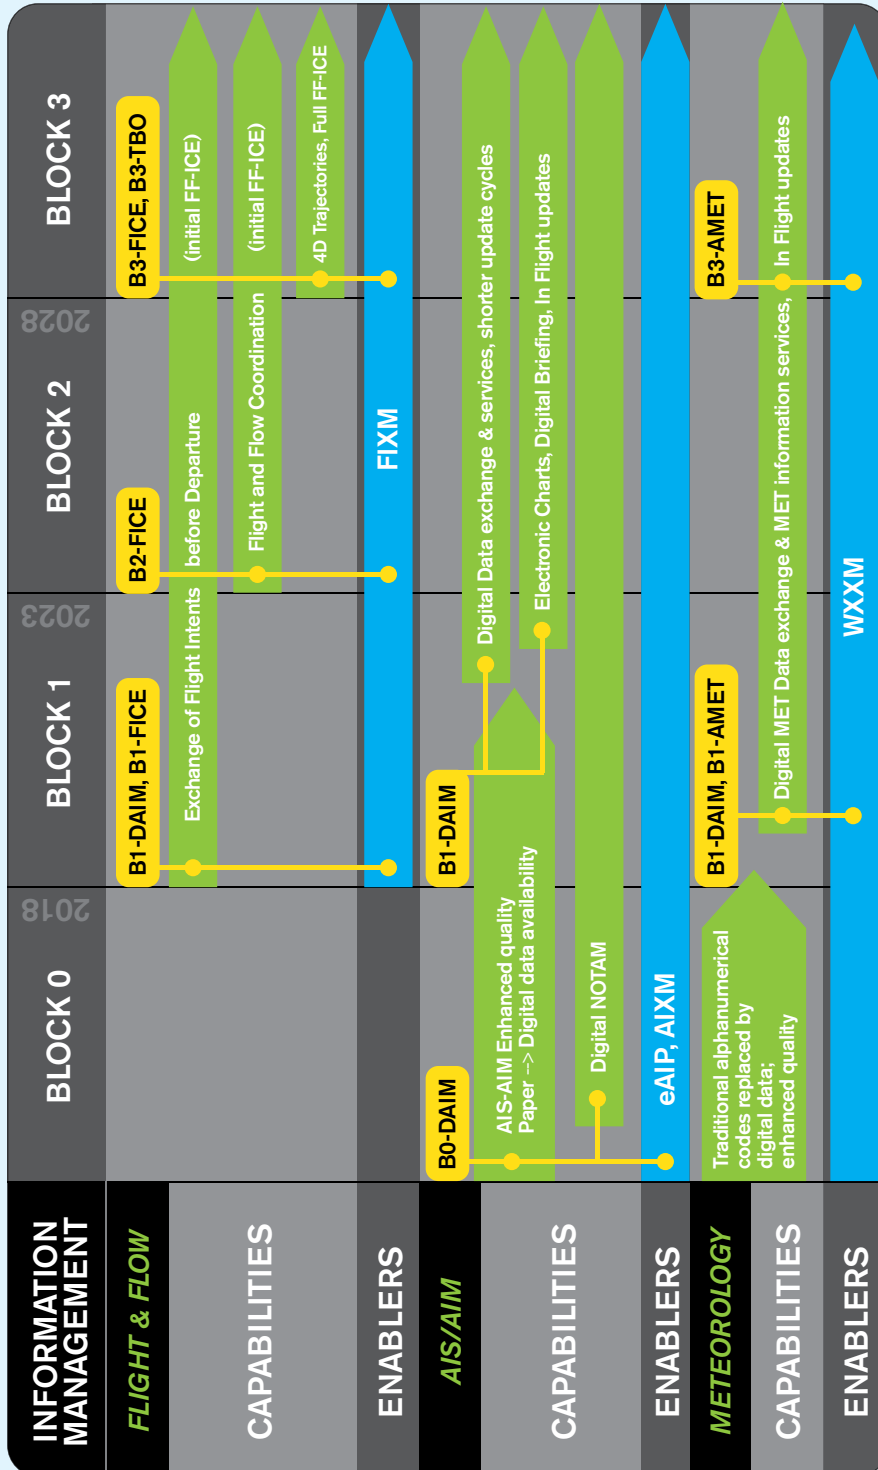 INFORMATION
MANAGEMENT
BLOCK 0
2018
BLOCK 1
2023
BLOCK 2
2028
BLOCK 3
FLIGHT & FLOW
B1-DAIM, B1-FICE
B2-FICE
B3-FICE, B3-TBO
CAPABILITIES
Exchange of Flight Intents before Departure (initial FF-ICE)
Flight and Flow Coordination (initial FF-ICE)
4D Trajectories, Full FF-ICE
ENABLERS
FIXM
AIS/AIM
B0-DAIM
B1-DAIM
CAPABILITIES
AIS-AIM Enhanced quality
Paper --> Digital data availability
Digital Data exchange & services, shorter update cycles
Electronic Charts, Digital Briefing, In Flight updates
Digital NOTAM
ENABLERS
eAIP, AIXM
METEOROLOGY
B1-DAIM, B1-AMET
B3-AMET
CAPABILITIES
Traditional alphanumerical
codes replaced by
digital data;
enhanced quality
Digital MET Data exchange & MET information services, In Flight updates
ENABLERS
WXXM